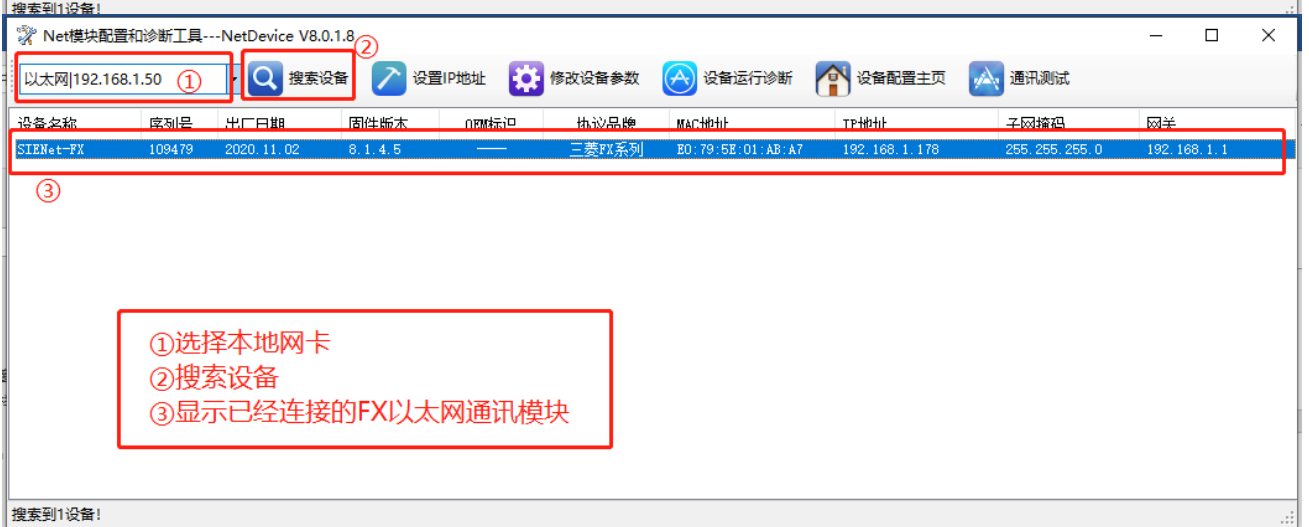 搜索到1设备!
Net模块配置和诊断工具---NetDevice V8.0.1.8
②
以太网|192.168.1.50 ① 搜索设备 设置IP地址 修改设备参数 设备运行诊断 设备配置主页 通讯测试
设备名称 序列号 出厂日期 固件版本 OEM标识 协议品牌 MAC地址 IP地址 子网掩码 网关
SIENet-FX 109479 2020.11.02 8.1.4.5 —— 三菱FX系列 E0:79:5E:01:AB:A7 192.168.1.178 255.255.255.0 192.168.1.1
③
①选择本地网卡
②搜索设备
③显示已经连接的FX以太网通讯模块
搜索到1设备!